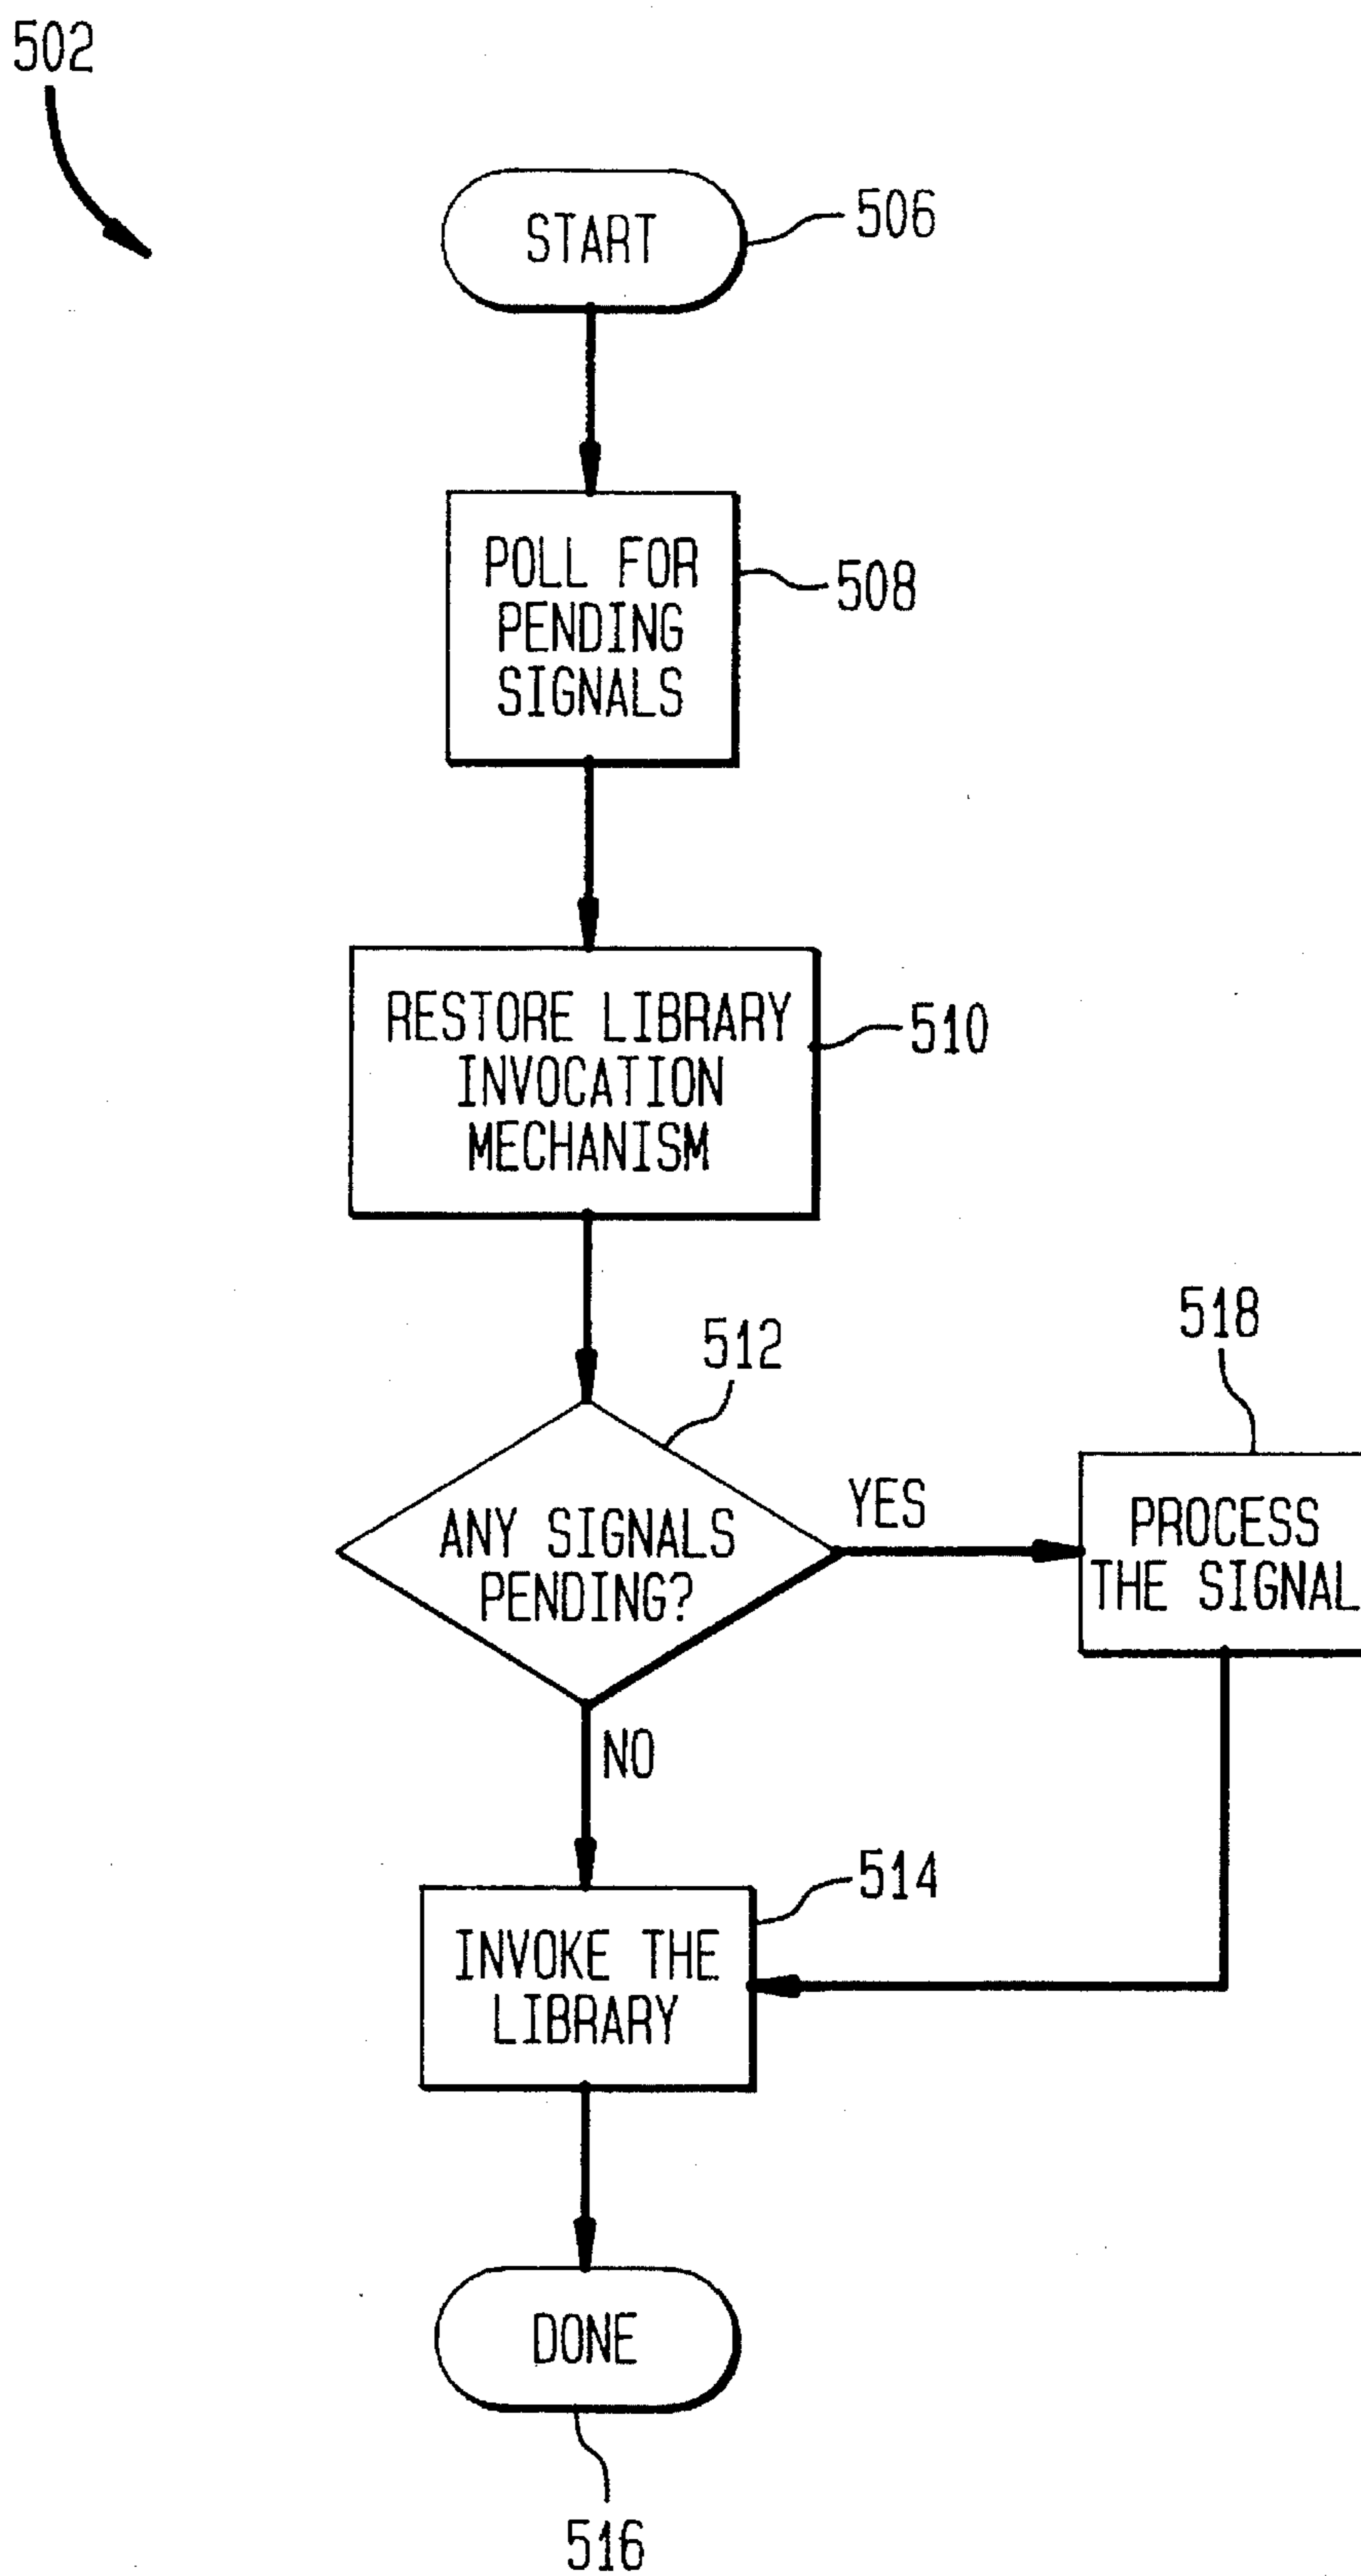 502
START
506
POLL FOR
PENDING
SIGNALS
508
RESTORE LIBRARY
INVOCATION
MECHANISM
510
512
518
ANY SIGNALS
PENDING?
YES
PROCESS
THE SIGNAL
NO
514
INVOKE THE
LIBRARY
DONE
516